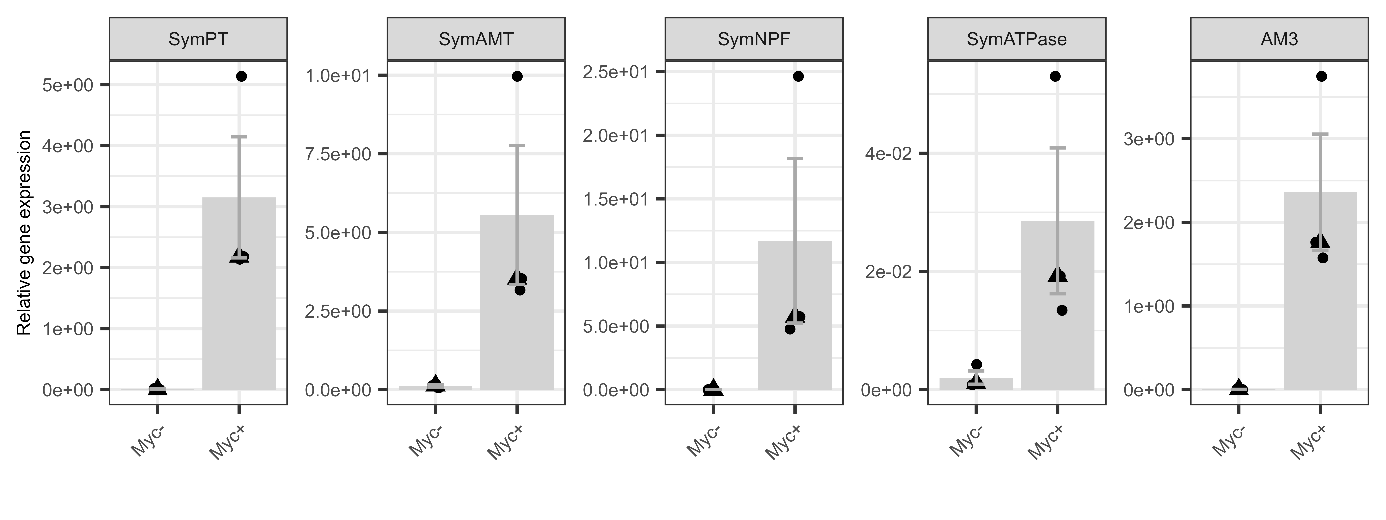 SymPT SymAMT SymNPF SymATPase AM3
Relative gene expression
5e+00
4e+00
3e+00
2e+00
1e+00
0e+00
Myc- Myc+
1.0e+01
7.5e+00
5.0e+00
2.5e+00
0.0e+00
Myc- Myc+
2.5e+01
2.0e+01
1.5e+01
1.0e+01
5.0e+00
0.0e+00
Myc- Myc+
4e-02
2e-02
0e+00
Myc- Myc+
3e+00
2e+00
1e+00
0e+00
Myc- Myc+